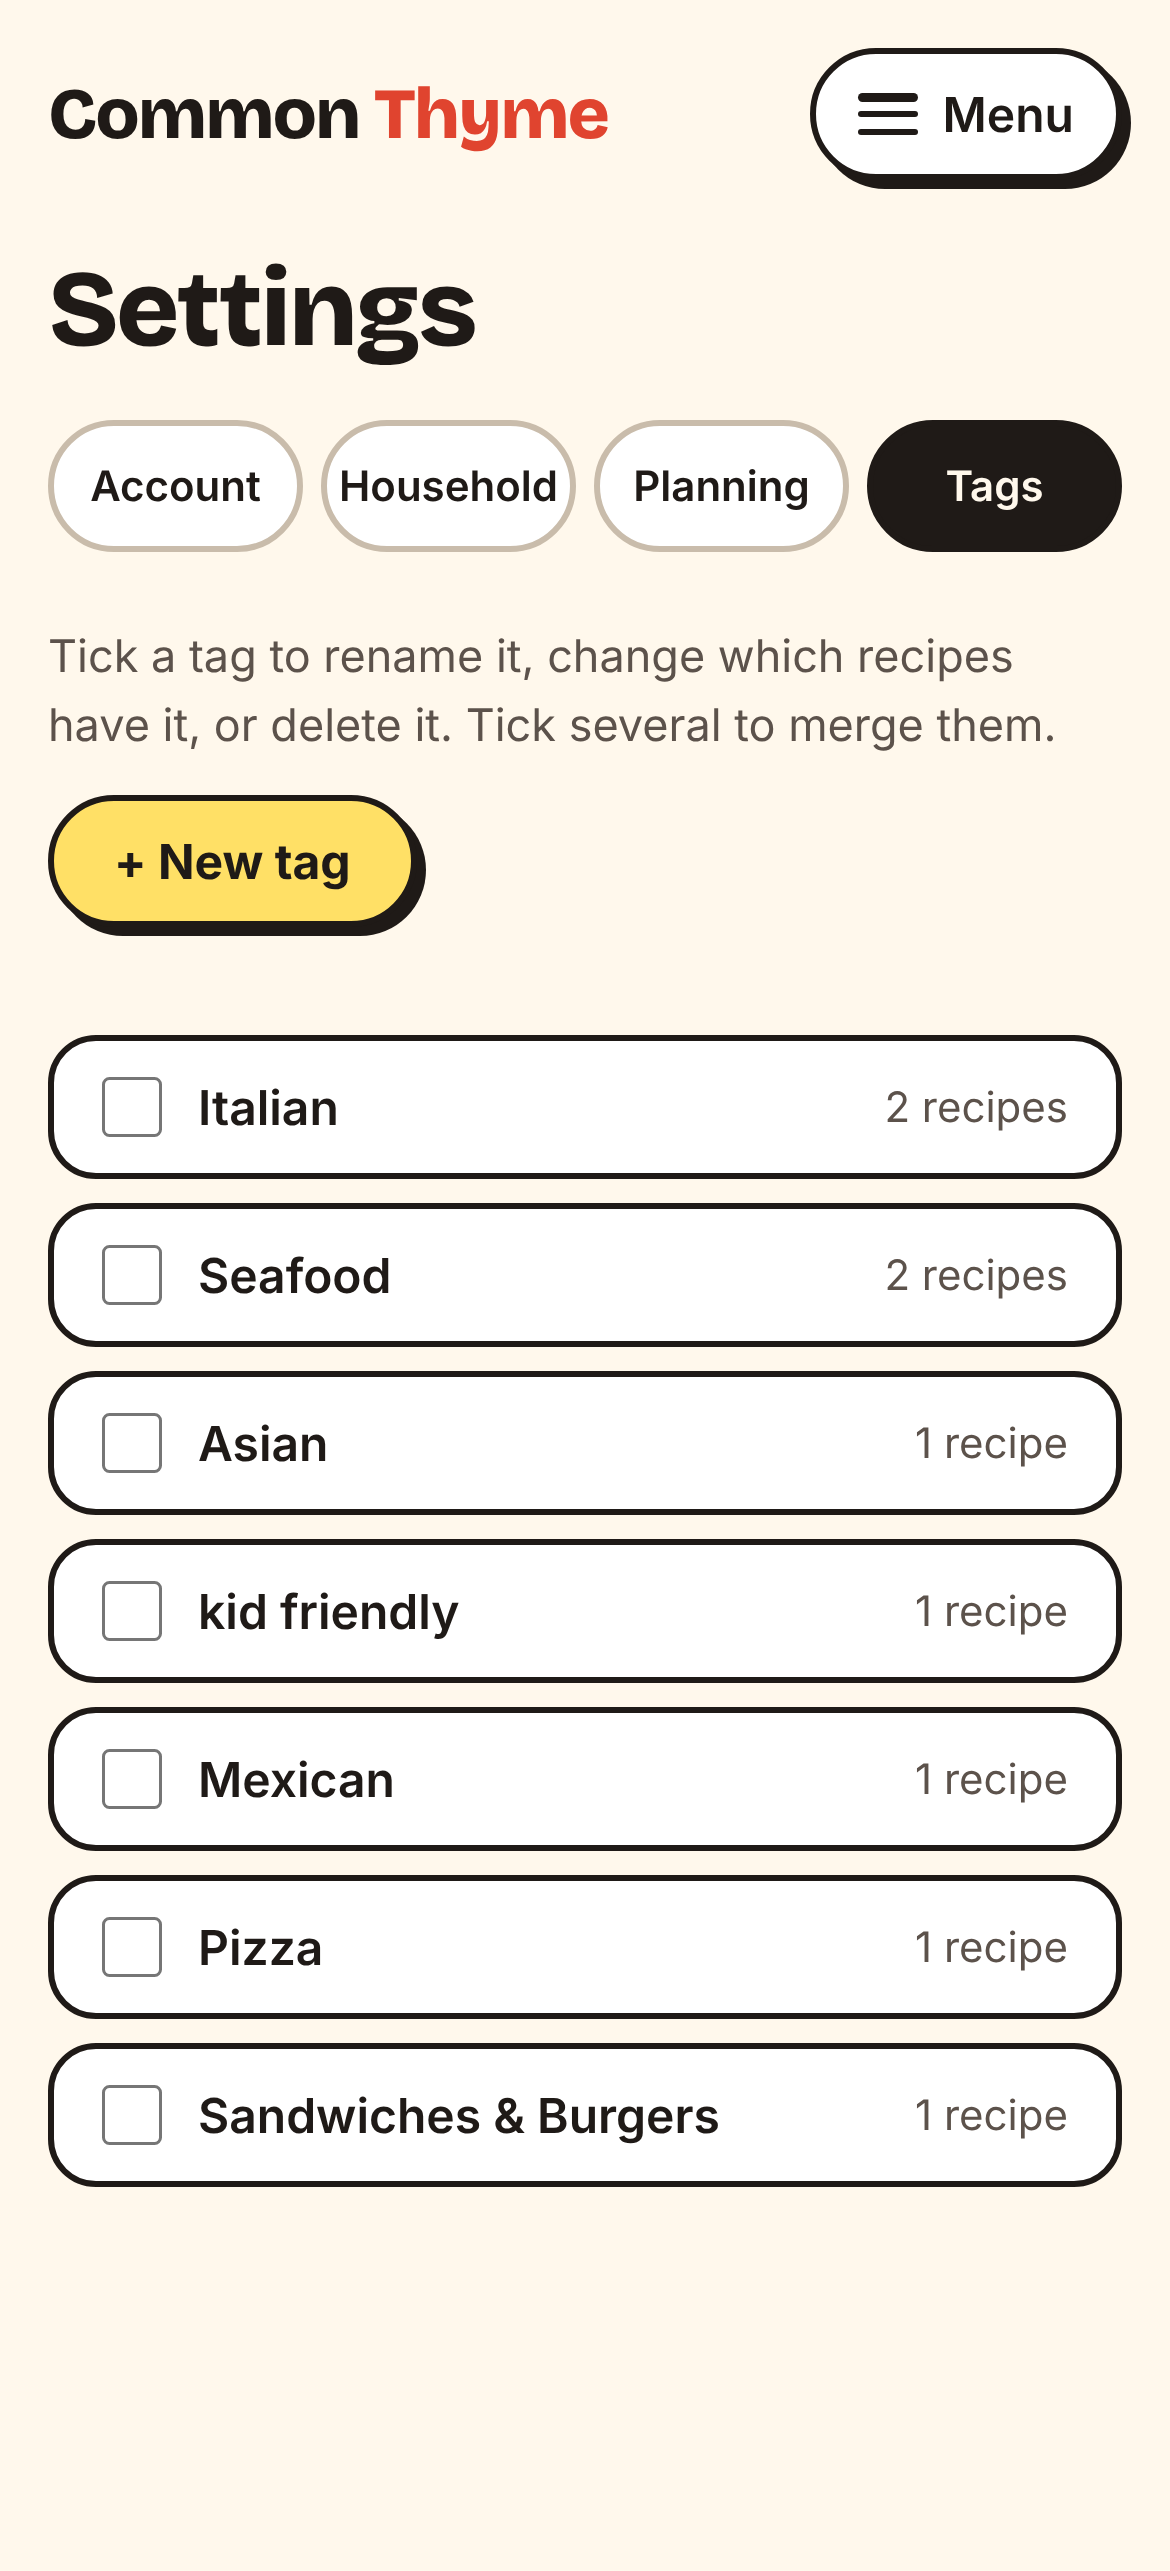 Common Thyme
Menu
Settings
Account
Household
Planning
Tags
Tick a tag to rename it, change which recipes
have it, or delete it. Tick several to merge them.
+ New tag
Italian
2 recipes
Seafood
2 recipes
Asian
1 recipe
kid friendly
1 recipe
Mexican
1 recipe
Pizza
1 recipe
Sandwiches & Burgers
1 recipe